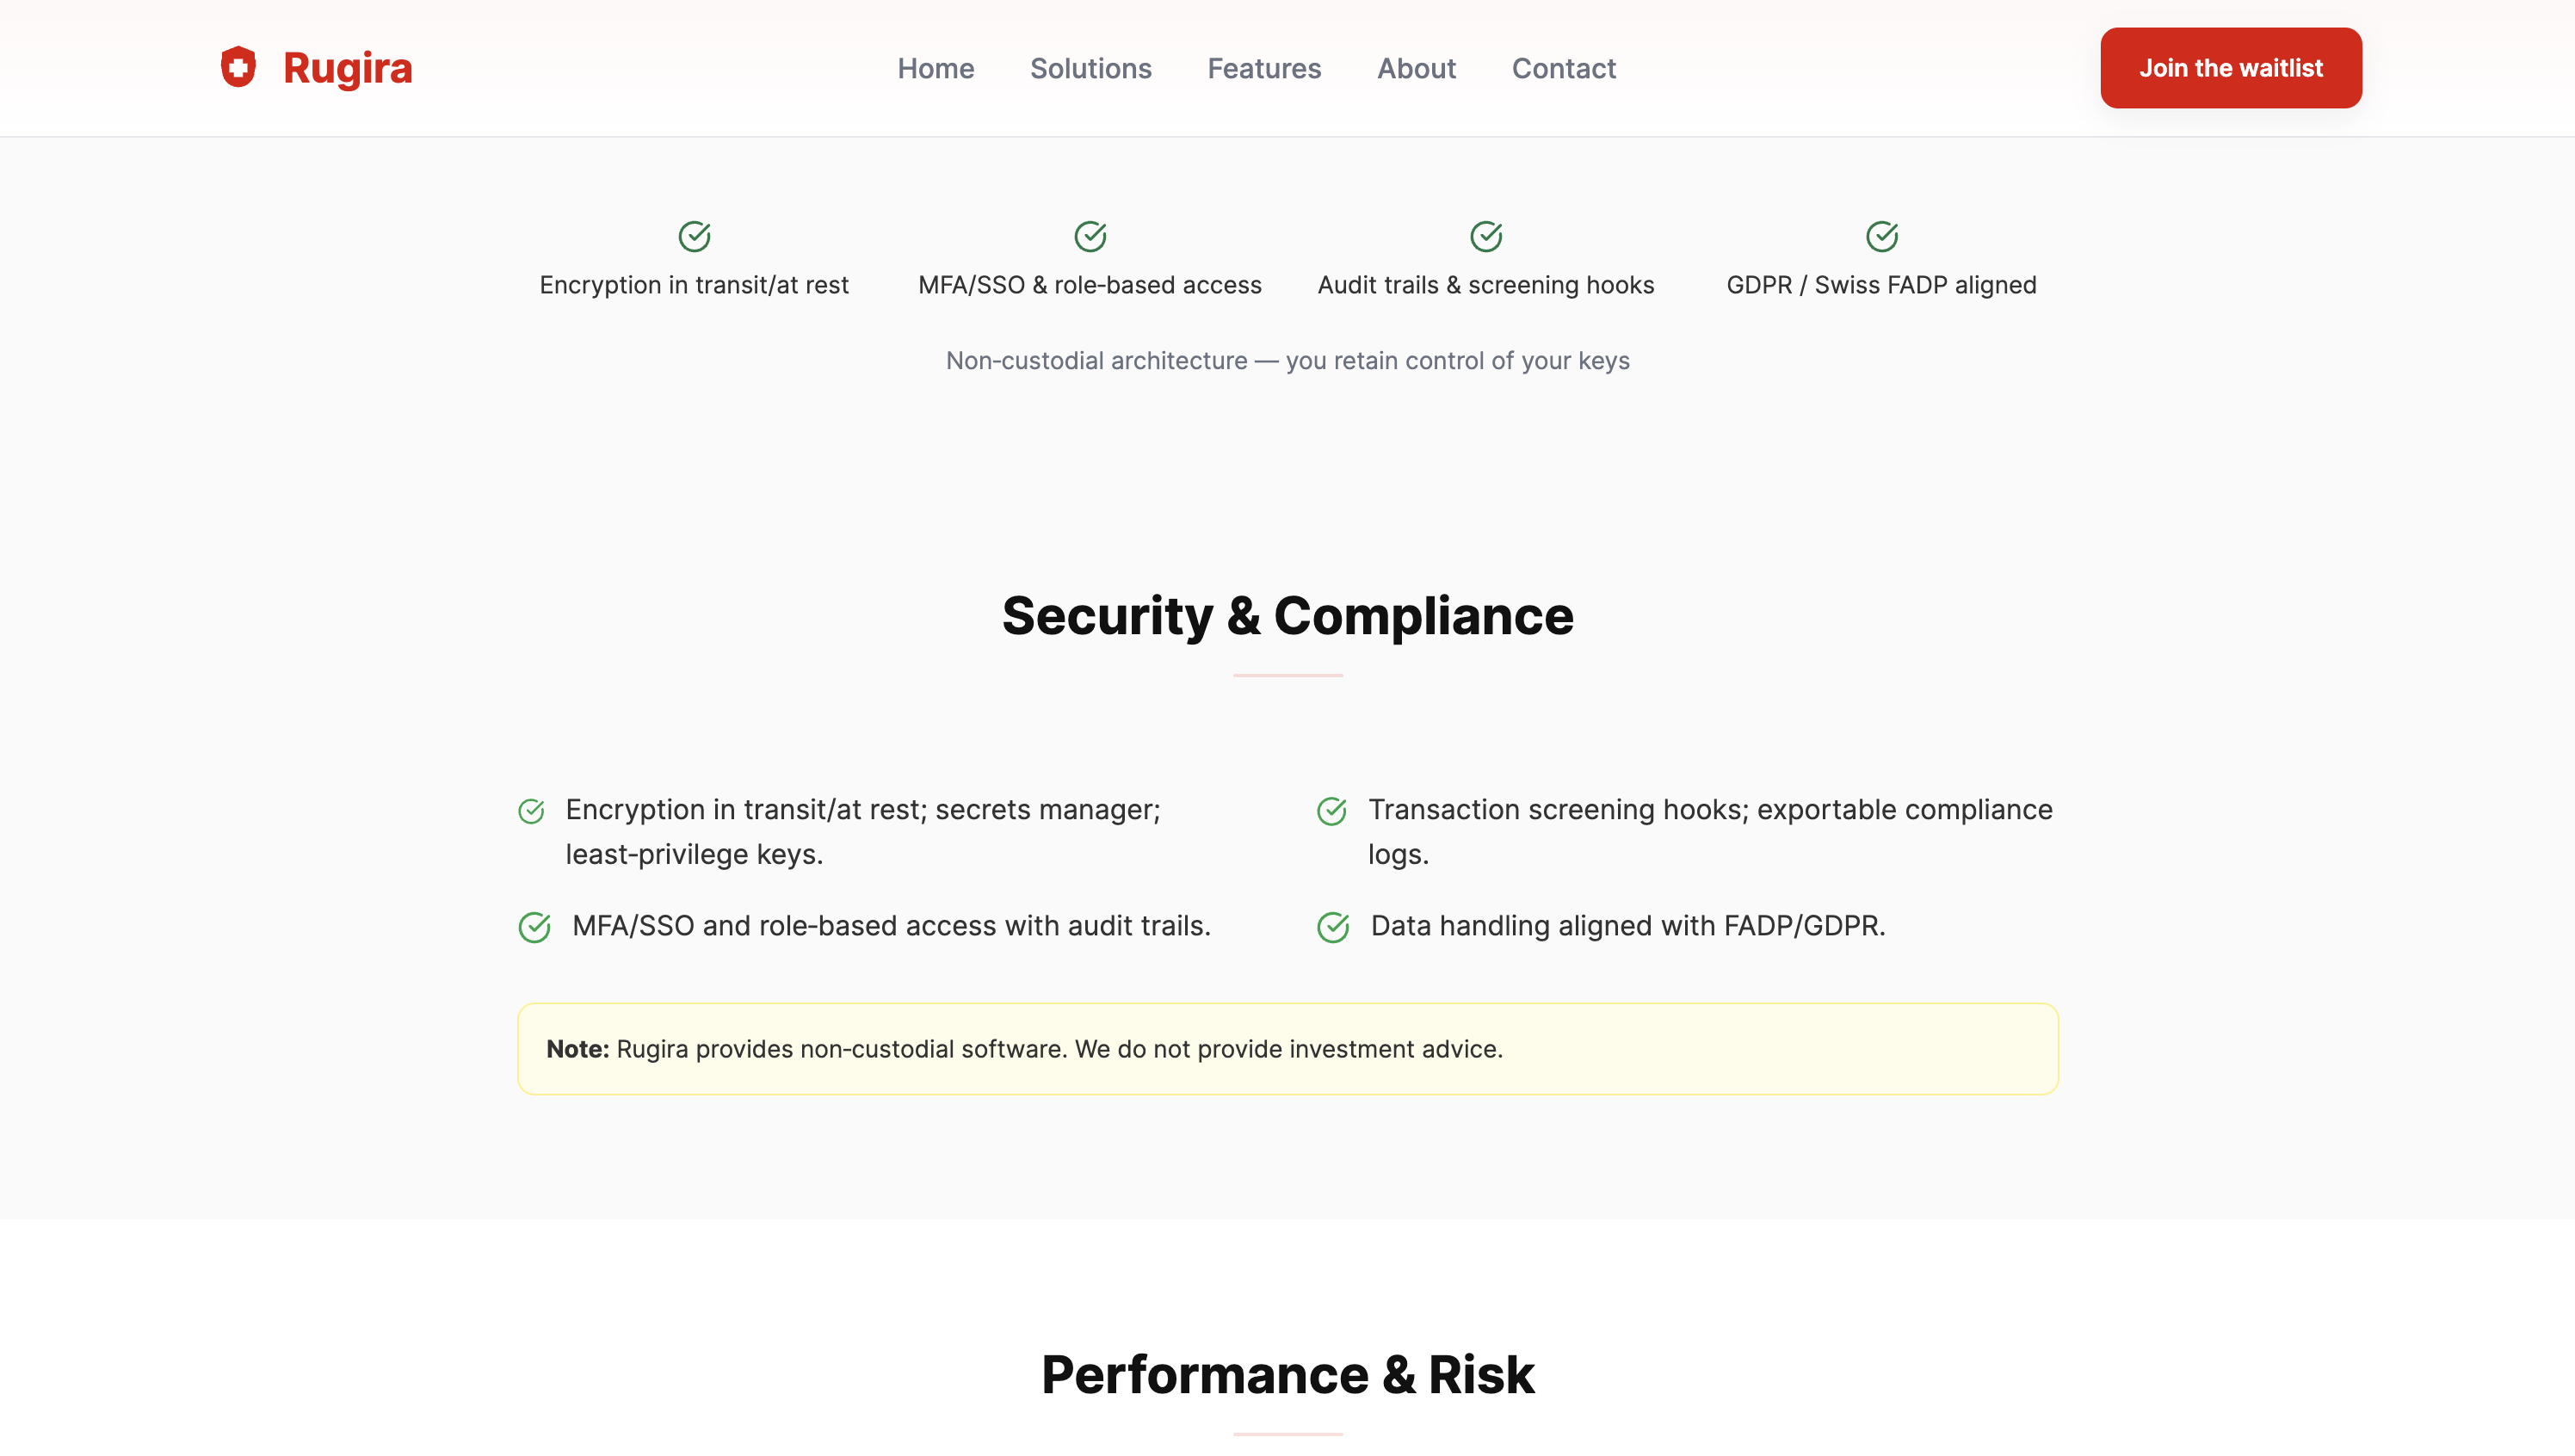 Rugira
Home
Solutions
Features
About
Contact
Join the waitlist
Encryption in transit/at rest
MFA/SSO & role-based access
Audit trails & screening hooks
GDPR / Swiss FADP aligned
Non-custodial architecture — you retain control of your keys
Security & Compliance
Encryption in transit/at rest; secrets manager;
least-privilege keys.
Transaction screening hooks; exportable compliance
logs.
MFA/SSO and role-based access with audit trails.
Data handling aligned with FADP/GDPR.
Note: Rugira provides non-custodial software. We do not provide investment advice.
Performance & Risk